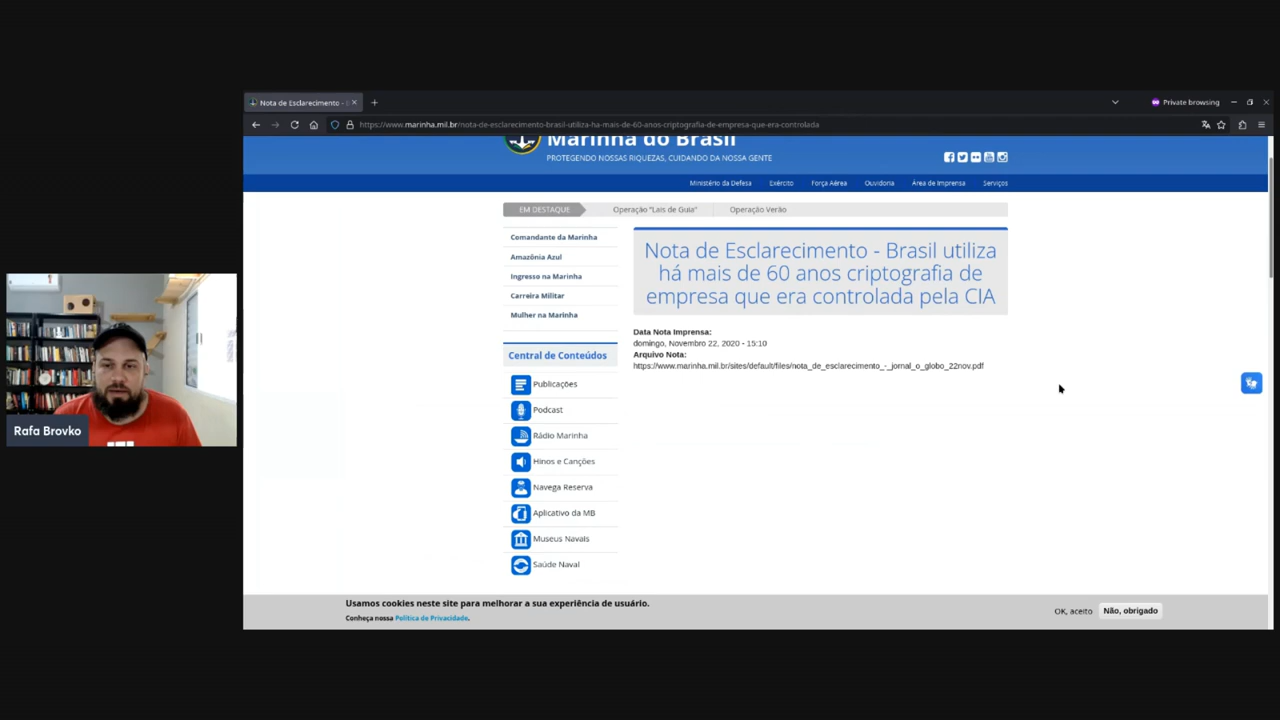 Nota de Esclarecimento - B
Private browsing
https://www.marinha.mil.br/nota-de-esclarecimento-brasil-utiliza-ha-mais-de-60-anos-criptografia-de-empresa-que-era-controlada
Marinha do Brasil
PROTEGENDO NOSSAS RIQUEZAS, CUIDANDO DA NOSSA GENTE
Ministério da Defesa Exército Força Aérea Ouvidoria Área de Imprensa Serviços
EM DESTAQUE Operação "Lais de Guia" Operação Verão
Comandante da Marinha
Amazônia Azul
Ingresso na Marinha
Carreira Militar
Mulher na Marinha
Central de Conteúdos
Publicações
Podcast
Rádio Marinha
Hinos e Canções
Navega Reserva
Aplicativo da MB
Museus Navais
Saúde Naval
Nota de Esclarecimento - Brasil utiliza
há mais de 60 anos criptografia de
empresa que era controlada pela CIA
Data Nota Imprensa:
domingo, Novembro 22, 2020 - 15:10
Arquivo Nota:
https://www.marinha.mil.br/sites/default/files/nota_de_esclarecimento_-_jornal_o_globo_22nov.pdf
Rafa Brovko
Usamos cookies neste site para melhorar a sua experiência de usuário.
Conheça nossa Política de Privacidade.
OK, aceito Não, obrigado